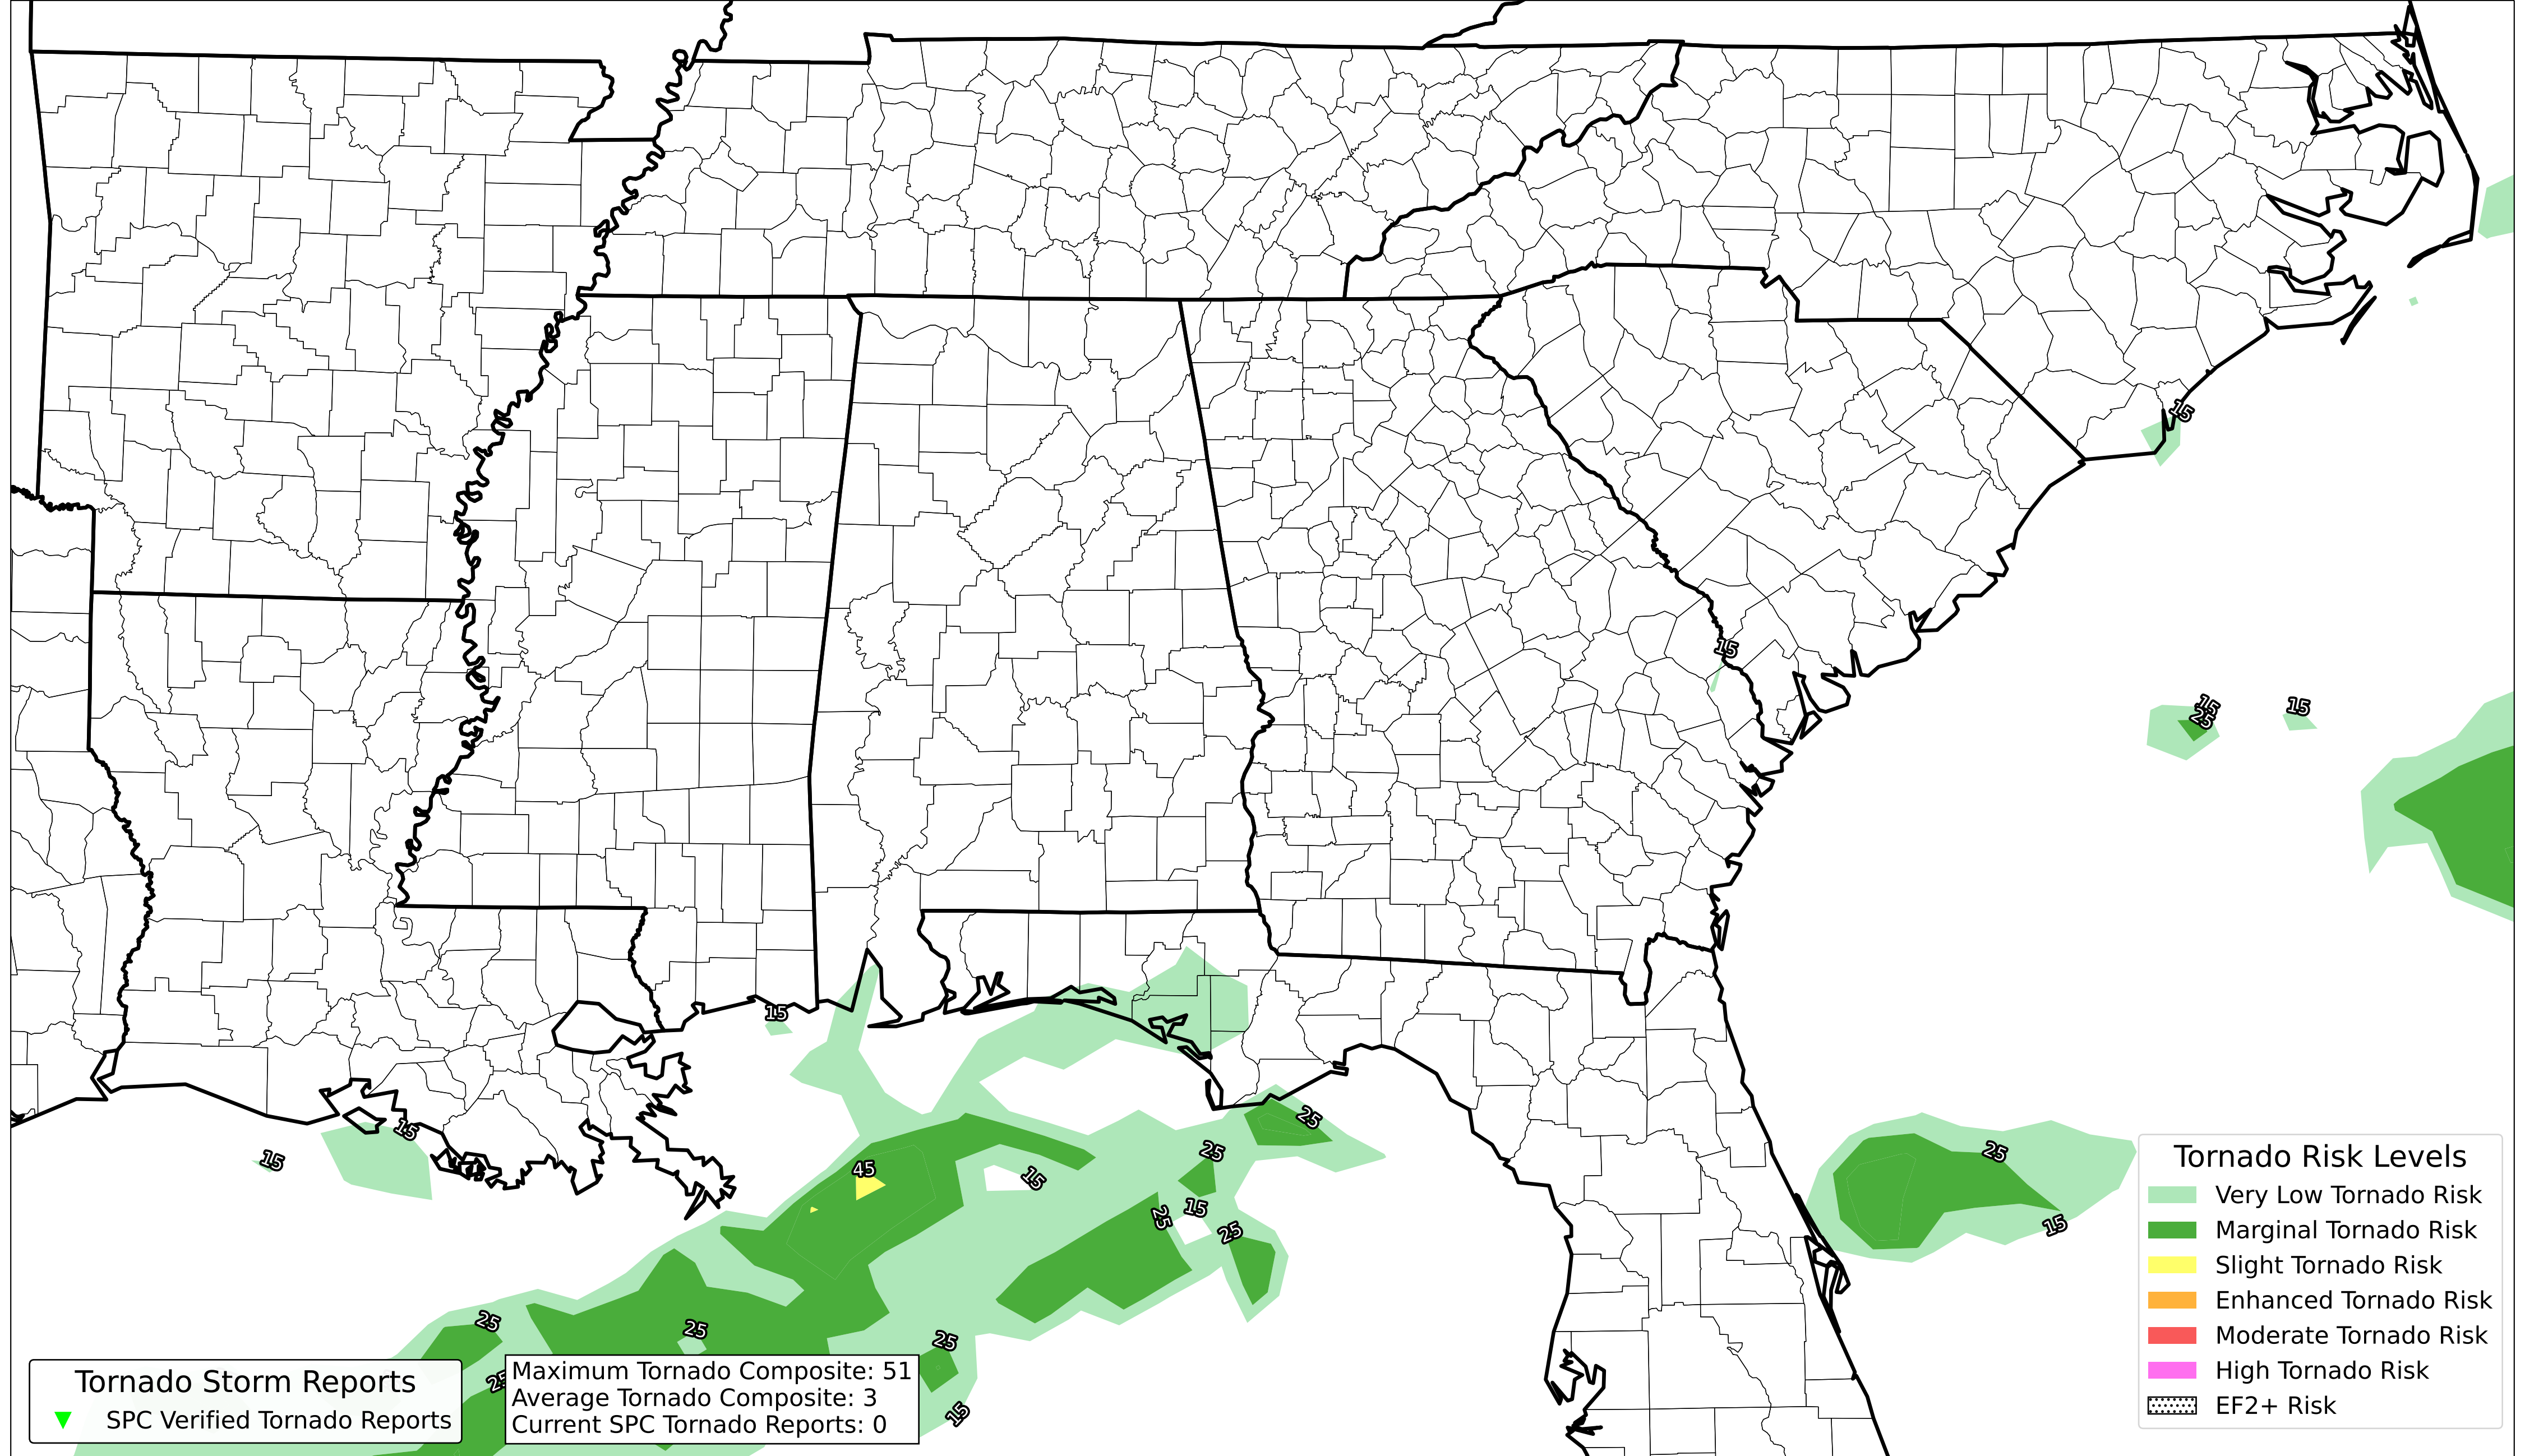 15
15
15
25
15
15
15
15
25
45
25
25
15
15
15
25
25
15
25
25
25
25
15
Tornado Risk Levels
Very Low Tornado Risk
Marginal Tornado Risk
Slight Tornado Risk
Enhanced Tornado Risk
Moderate Tornado Risk
High Tornado Risk
EF2+ Risk
Tornado Storm Reports
SPC Verified Tornado Reports
Maximum Tornado Composite: 51
Average Tornado Composite: 3
Current SPC Tornado Reports: 0